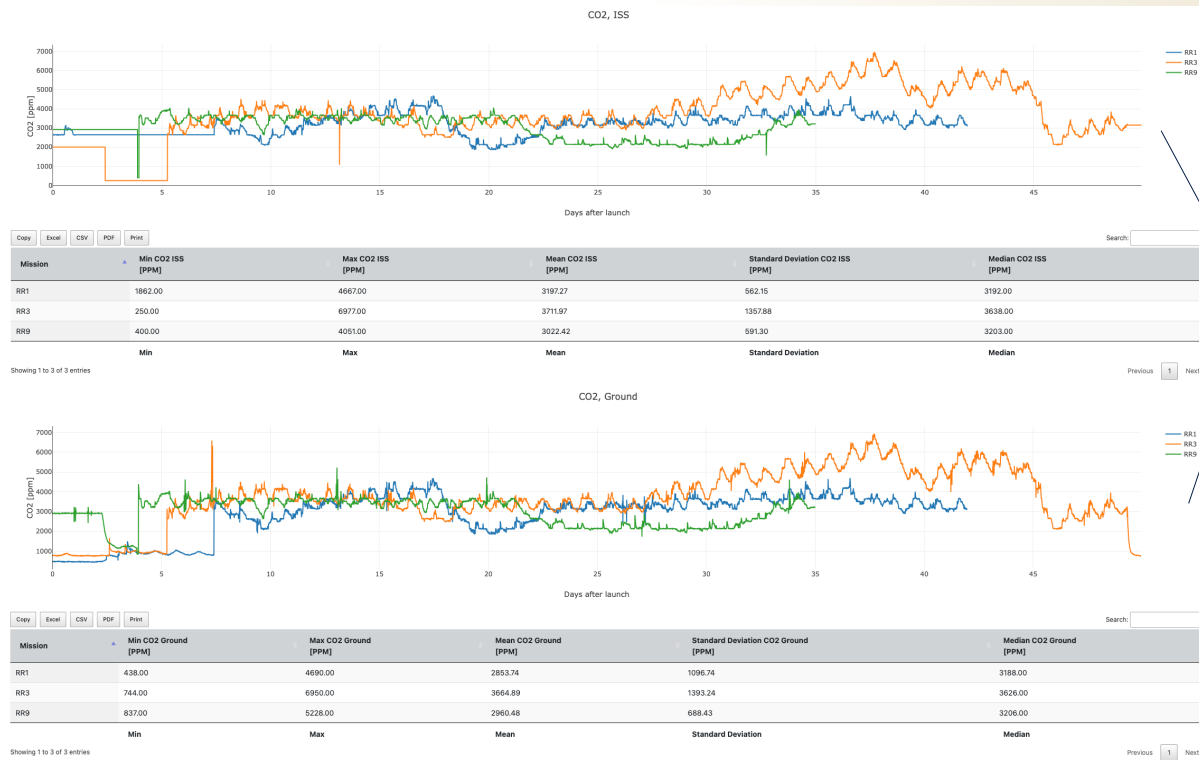 CO2, ISS
7000
6000
5000
4000
3000
2000
1000
0
CO2 [ppm]
0 5 10 15 20 25 30 35 40 45
Days after launch
RR1
RR3
RR9
Copy Excel CSV PDF Print Search:
Mission Min CO2 ISS [PPM] Max CO2 ISS [PPM] Mean CO2 ISS [PPM] Standard Deviation CO2 ISS [PPM] Median CO2 ISS [PPM]
RR1 1862.00 4667.00 3197.27 562.15 3192.00
RR3 250.00 6977.00 3711.97 1357.88 3638.00
RR9 400.00 4051.00 3022.42 591.30 3203.00
Min Max Mean Standard Deviation Median
Showing 1 to 3 of 3 entries Previous 1 Next
CO2, Ground
7000
6000
5000
4000
3000
2000
1000
CO2 [ppm]
0 5 10 15 20 25 30 35 40 45
Days after launch
RR1
RR3
RR9
Copy Excel CSV PDF Print Search:
Mission Min CO2 Ground [PPM] Max CO2 Ground [PPM] Mean CO2 Ground [PPM] Standard Deviation CO2 Ground [PPM] Median CO2 Ground [PPM]
RR1 438.00 4690.00 2853.74 1096.74 3188.00
RR3 744.00 6950.00 3664.89 1393.24 3626.00
RR9 837.00 5228.00 2960.48 688.43 3206.00
Min Max Mean Standard Deviation Median
Showing 1 to 3 of 3 entries Previous 1 Next